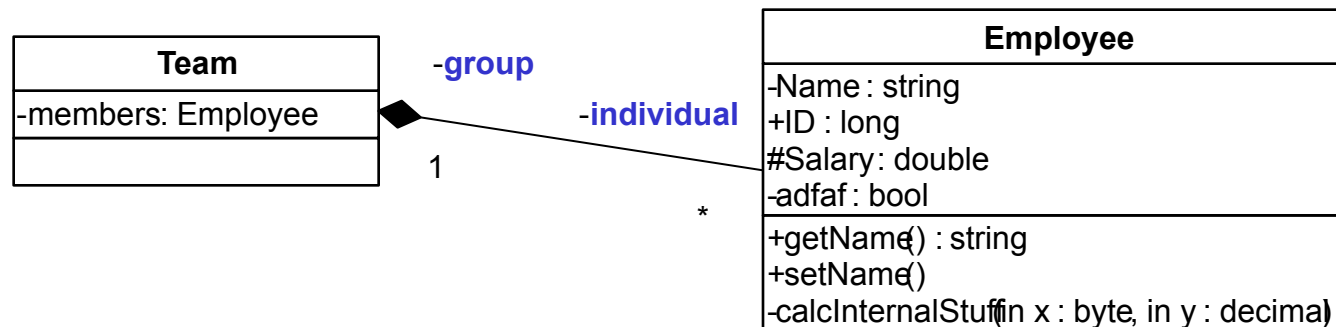 Team
-members: Employee
-group
1
-individual
*
Employee
-Name : string
+ID : long
#Salary : double
-adfaf : bool
+getName() : string
+setName()
-calcInternalStuff(in x : byte, in y : decimal)